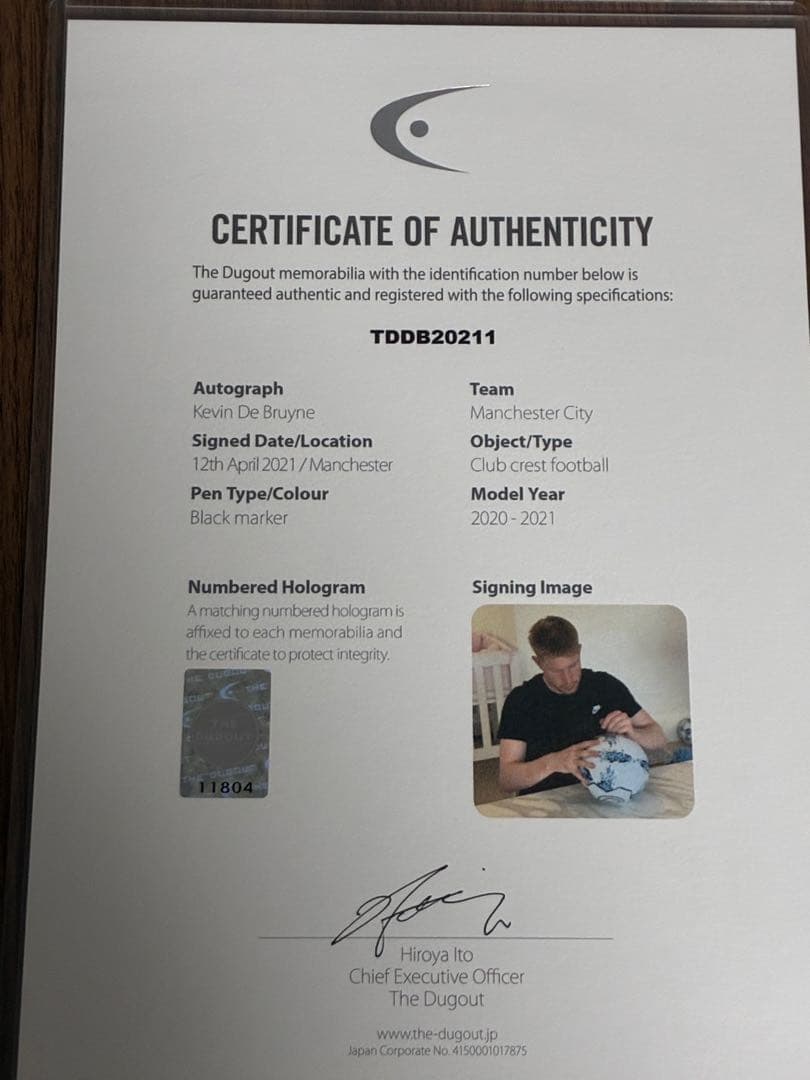 CERTIFICATE OF AUTHENTICITY
The Dugout memorabilia with the identification number below is
guaranteed authentic and registered with the following specifications:
TDDB20211
Autograph
Kevin De Bruyne
Team
Manchester City
Signed Date/Location
12th April 2021 / Manchester
Object/Type
Club crest football
Pen Type/Colour
Black marker
Model Year
2020 - 2021
Numbered Hologram
A matching numbered hologram is
affixed to each memorabilia and
the certificate to protect integrity.
THE
DUGOUT
11804
Signing Image
Hiroya Ito
Chief Executive Officer
The Dugout
www.the-dugout.jp
Japan Corporate No. 4150001017875